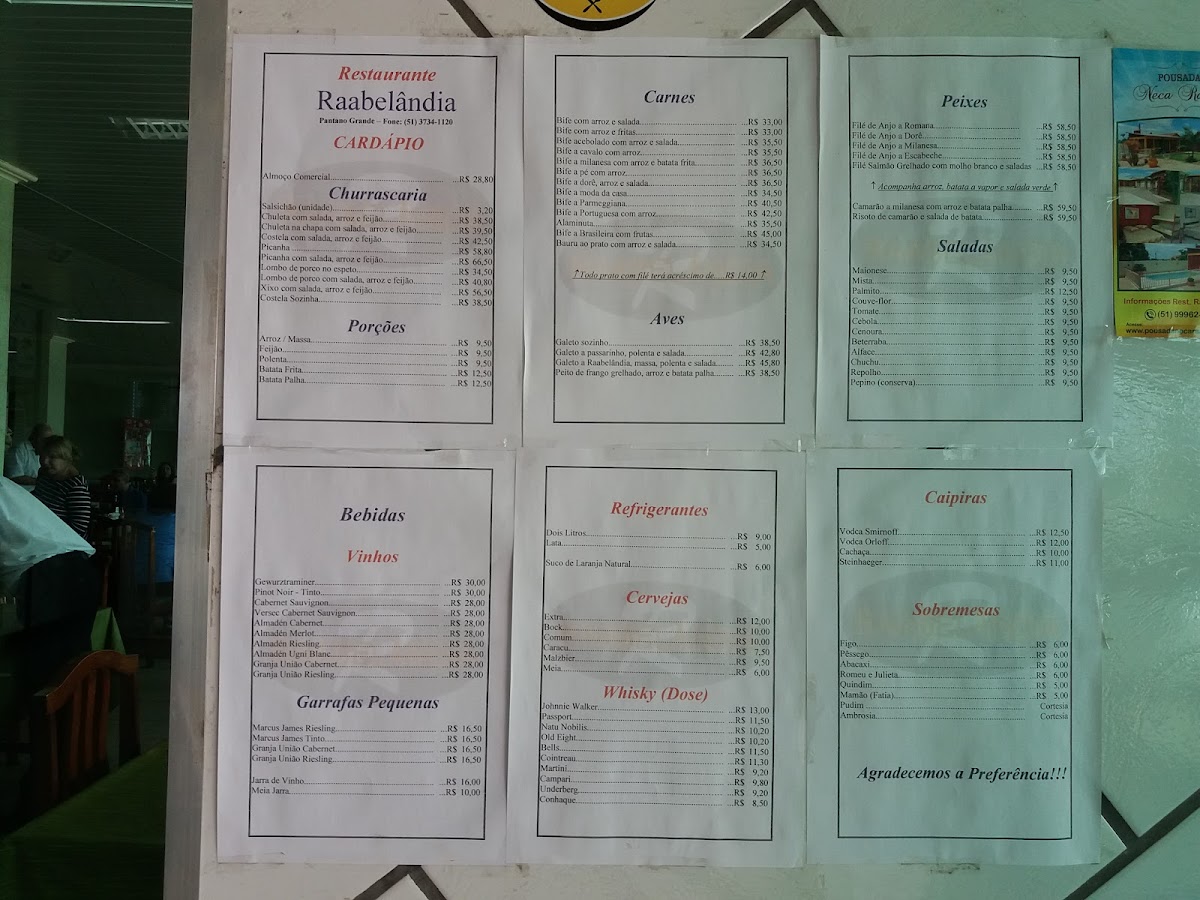 Restaurante
Raabelândia
Pantano Grande – Fone: (51) 3734-1120
CARDÁPIO
Almoço Comercial...R$ 28,80
Churrascaria
Salsichão (unidade)...R$ 3,20
Chuleta com salada, arroz e feijão...R$ 38,50
Chuleta na chapa com salada, arroz e feijão...R$ 39,50
Costela com salada, arroz e feijão...R$ 42,50
Picanha...R$ 58,80
Picanha com salada, arroz e feijão...R$ 66,50
Lombo de porco no espeto...R$ 34,50
Lombo de porco com salada, arroz e feijão...R$ 40,80
Xixo com salada, arroz e feijão...R$ 56,50
Costela Sozinha...R$ 38,50
Porções
Arroz / Massa...R$ 9,50
Feijão...R$ 9,50
Polenta...R$ 9,50
Batata Frita...R$ 12,50
Batata Palha...R$ 12,50
Carnes
Bife com arroz e salada...R$ 33,00
Bife com arroz e fritas...R$ 33,00
Bife acebolado com arroz e salada...R$ 35,50
Bife a cavalo com arroz...R$ 35,50
Bife a milanesa com arroz e batata frita...R$ 36,50
Bife a pé com arroz...R$ 36,50
Bife a dorê, arroz e salada...R$ 36,50
Bife a moda da casa...R$ 34,50
Bife a Parmeggiana...R$ 40,50
Bife a Portuguesa com arroz...R$ 42,50
Alaminuta...R$ 35,50
Bife a Brasileira com frutas...R$ 45,00
Bauru ao prato com arroz e salada...R$ 34,50
↑Todo prato com filé terá acréscimo de.....R$ 14,00 ↑
Aves
Galeto sozinho...R$ 38,50
Galeto a passarinho, polenta e salada...R$ 42,80
Galeto a Raabelândia, massa, polenta e salada...R$ 45,80
Peito de frango grelhado, arroz e batata palha...R$ 38,50
Peixes
Filé de Anjo a Romana...R$ 58,50
Filé de Anjo a Dorê...R$ 58,50
Filé de Anjo a Milanesa...R$ 58,50
Filé de Anjo a Escabeche...R$ 58,50
Filé Salmão Grelhado com molho branco e saladas...R$ 58,50
↑ Acompanha arroz, batata a vapor e salada verde ↑
Camarão a milanesa com arroz e batata palha...R$ 59,50
Risoto de camarão e salada de batata...R$ 59,50
Saladas
Maionese...R$ 9,50
Mista...R$ 9,50
Palmito...R$ 12,50
Couve-flor...R$ 9,50
Tomate...R$ 9,50
Cebola...R$ 9,50
Cenoura...R$ 9,50
Beterraba...R$ 9,50
Alface...R$ 9,50
Chuchu...R$ 9,50
Repolho...R$ 9,50
Pepino (conserva)...R$ 9,50
POUSADA
Neca
Informações Rest.
(51) 9996
Bebidas
Vinhos
Gewurztraminer...R$ 30,00
Pinot Noir - Tinto...R$ 30,00
Cabernet Sauvignon...R$ 28,00
Versec Cabernet Sauvignon...R$ 28,00
Almadén Cabernet...R$ 28,00
Almadén Merlot...R$ 28,00
Almadén Riesling...R$ 28,00
Almadén Ugni Blanc...R$ 28,00
Granja União Cabernet...R$ 28,00
Granja União Riesling...R$ 28,00
Garrafas Pequenas
Marcus James Riesling...R$ 16,50
Marcus James Tinto...R$ 16,50
Granja União Cabernet...R$ 16,50
Granja União Riesling...R$ 16,50
Jarra de Vinho...R$ 16,00
Meia Jarra...R$ 10,00
Refrigerantes
Dois Litros...R$ 9,00
Lata...R$ 5,00
Suco de Laranja Natural...R$ 6,00
Cervejas
Extra...R$ 12,00
Bock...R$ 10,00
Comum...R$ 10,00
Caracu...R$ 7,50
Malzbier...R$ 9,50
Meia...R$ 6,00
Whisky (Dose)
Johnnie Walker...R$ 13,00
Passport...R$ 11,50
Natu Nobilis...R$ 10,20
Old Eight...R$ 10,20
Bells...R$ 11,50
Cointreau...R$ 11,30
Martini...R$ 9,20
Campari...R$ 9,80
Underberg...R$ 9,20
Conhaque...R$ 8,50
Caipiras
Vodca Smirnoff...R$ 12,50
Vodca Orloff...R$ 12,00
Cachaça...R$ 10,00
Steinhaeger...R$ 11,00
Sobremesas
Figo...R$ 6,00
Pêssego...R$ 6,00
Abacaxi...R$ 6,00
Romeu e Julieta...R$ 6,00
Quindim...R$ 5,00
Mamão (Fatia)...R$ 5,00
Pudim...Cortesia
Ambrosia...Cortesia
Agradecemos a Preferência!!!